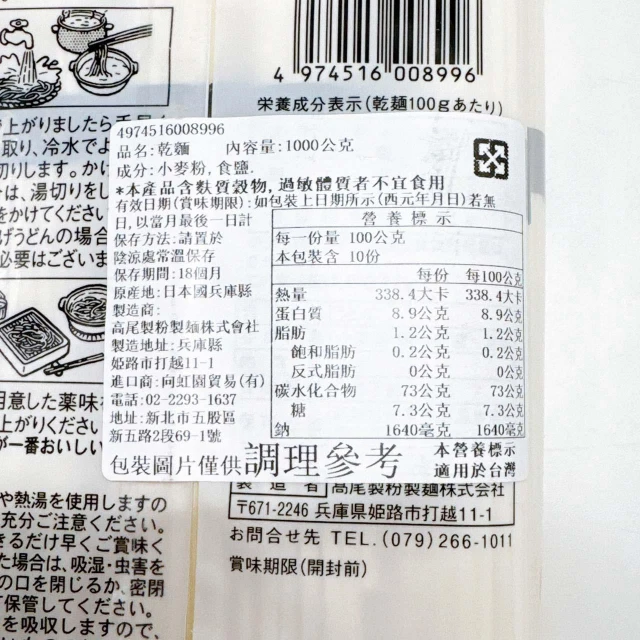 4 974516 008996
栄養成分表示(乾麺100gあたり)
上がりましたら
取り、冷水でよ
切りします。か
は、湯切りをし
をかけてください
げうどんの場合
必要はございま
4974516008996
品名:乾麵 內容量:1000公克
成分:小麥粉,食鹽.
*本產品含麩質穀物,過敏體質者不宜食用
有效日期(賞味期限):如包裝上日期所示(西元年月日)若無
日,以當月最後一日計
保存方法:請置於
陰涼處常溫保存
保存期間:18個月
原產地:日本國兵庫縣
製造商:
高尾製粉製麵株式會社
製造地址:兵庫縣
姬路市打越11-1
進口商:向虹園貿易(有)
電話:02-2293-1637
地址:新北市五股區
新五路2段69-1號
營養標示
每一份量 100公克
本包裝含 10份
每份 每100公克
熱量 338.4大卡 338.4大卡
蛋白質 8.9公克 8.9公克
脂肪 1.2公克 1.2公克
飽和脂肪 0.2公克 0.2公克
反式脂肪 0公克 0公克
碳水化合物 73公克 73公克
糖 7.3公克 7.3公克
鈉 1640毫克 1640毫克
包裝圖片僅供調理參考
本營養標示
適用於台灣
用意した薬味
上がりくださ
が一番おいしい
製造者 高尾製粉製麺株式会社
〒671-2246 兵庫県姫路市打越11-1
お問合せ先 TEL.(079)266-1011
賞味期限(開封前)
や熱湯を使用しますの
充分ご注意ください。
きるだけ早くご賞味く
た場合は、吸湿・虫害を
の口を閉じるか、密閉
保管してください。
を吸収しますので、